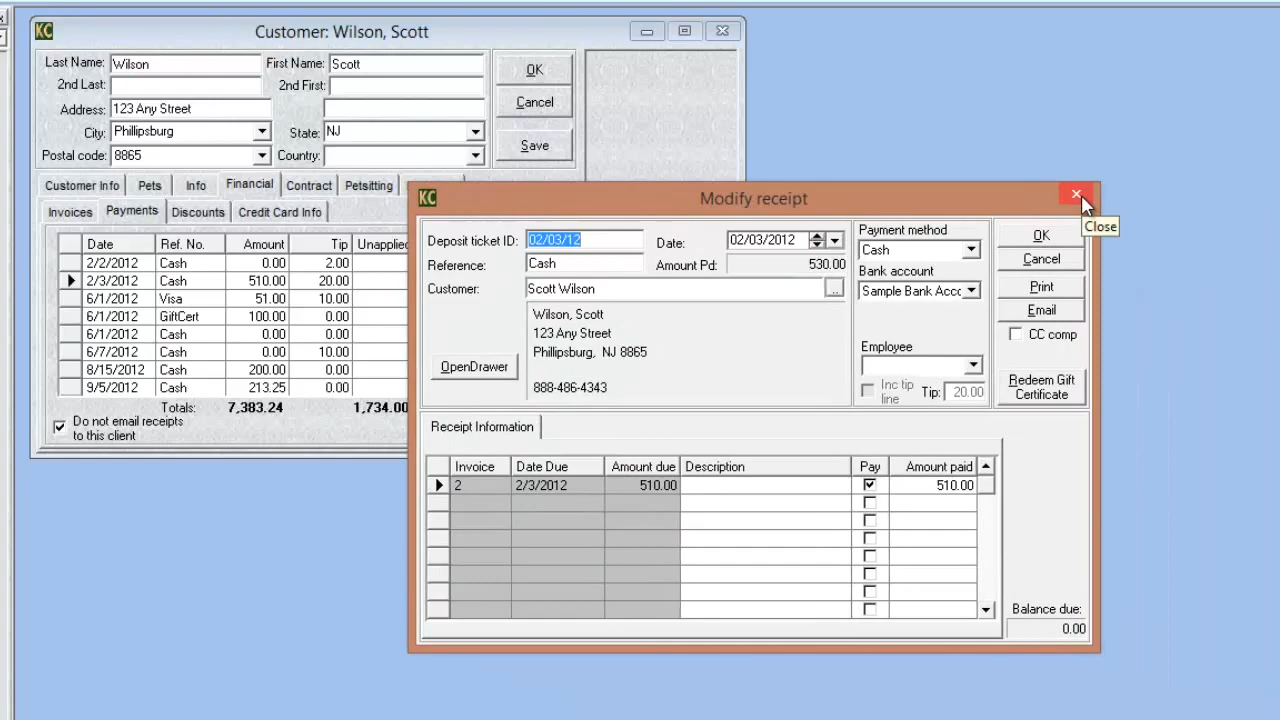 KC Customer: Wilson, Scott
Last Name: Wilson First Name: Scott
2nd Last: 2nd First:
Address: 123 Any Street
City: Phillipsburg State: NJ
Postal code: 8865 Country:
OK
Cancel
Save
Customer Info Pets Info Financial Contract Petsitting
Invoices Payments Discounts Credit Card Info
Date Ref. No. Amount Tip Unapplied
2/2/2012 Cash 0.00 2.00
2/3/2012 Cash 510.00 20.00
6/1/2012 Visa 51.00 10.00
6/1/2012 GiftCert 100.00 0.00
6/1/2012 Cash 0.00 0.00
6/7/2012 Cash 0.00 10.00
8/15/2012 Cash 200.00 0.00
9/5/2012 Cash 213.25 0.00
Totals: 7,383.24 1,734.00
Do not email receipts
to this client
KC Modify receipt
Close
Deposit ticket ID: 02/03/12 Date: 02/03/2012
Reference: Cash Amount Pd: 530.00
Customer: Scott Wilson ..
Wilson, Scott
123 Any Street
Phillipsburg, NJ 8865
888-486-4343
OpenDrawer
Payment method
Cash
Bank account
Sample Bank Acc
Employee
Inc tip
line
Tip: 20.00
OK
Cancel
Print
Email
CC comp
Redeem Gift
Certificate
Receipt Information
Invoice Date Due Amount due Description Pay Amount paid
2 2/3/2012 510.00 510.00
Balance due:
0.00